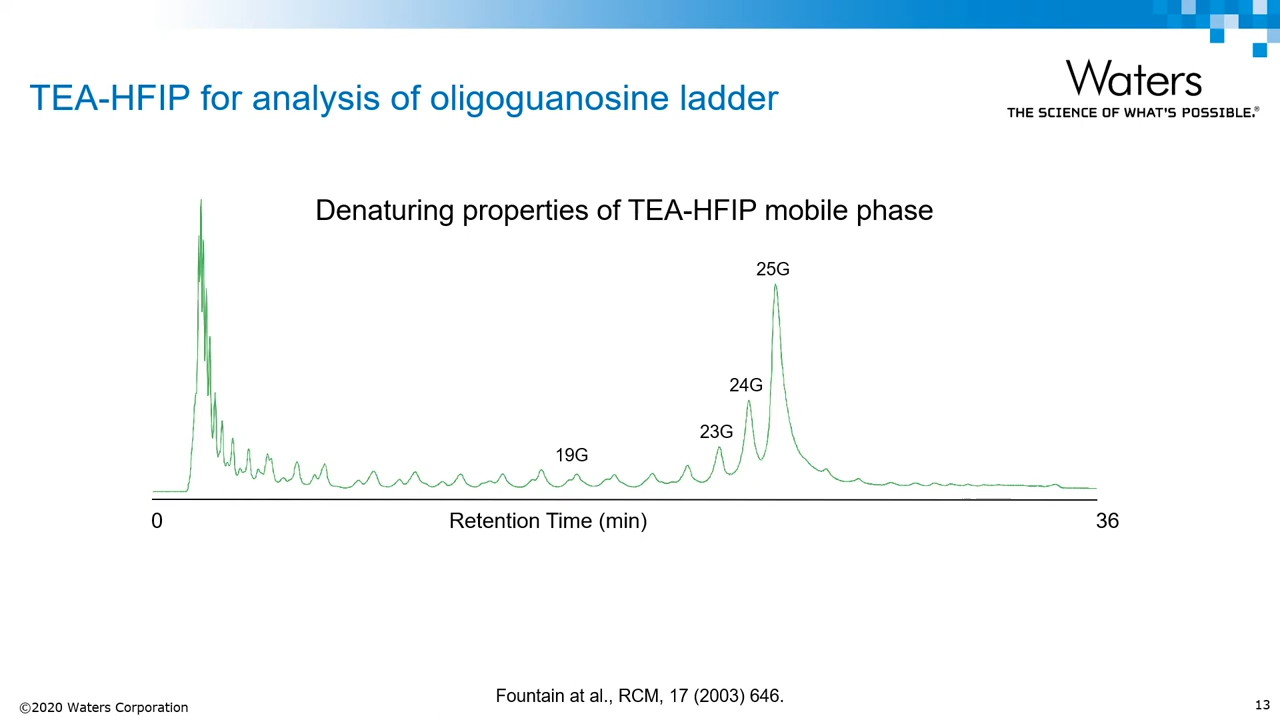 Waters
THE SCIENCE OF WHAT'S POSSIBLE.®
TEA-HFIP for analysis of oligoguanosine ladder
Denaturing properties of TEA-HFIP mobile phase
25G
24G
23G
19G
0 Retention Time (min) 36
Fountain at al., RCM, 17 (2003) 646.
©2020 Waters Corporation 13